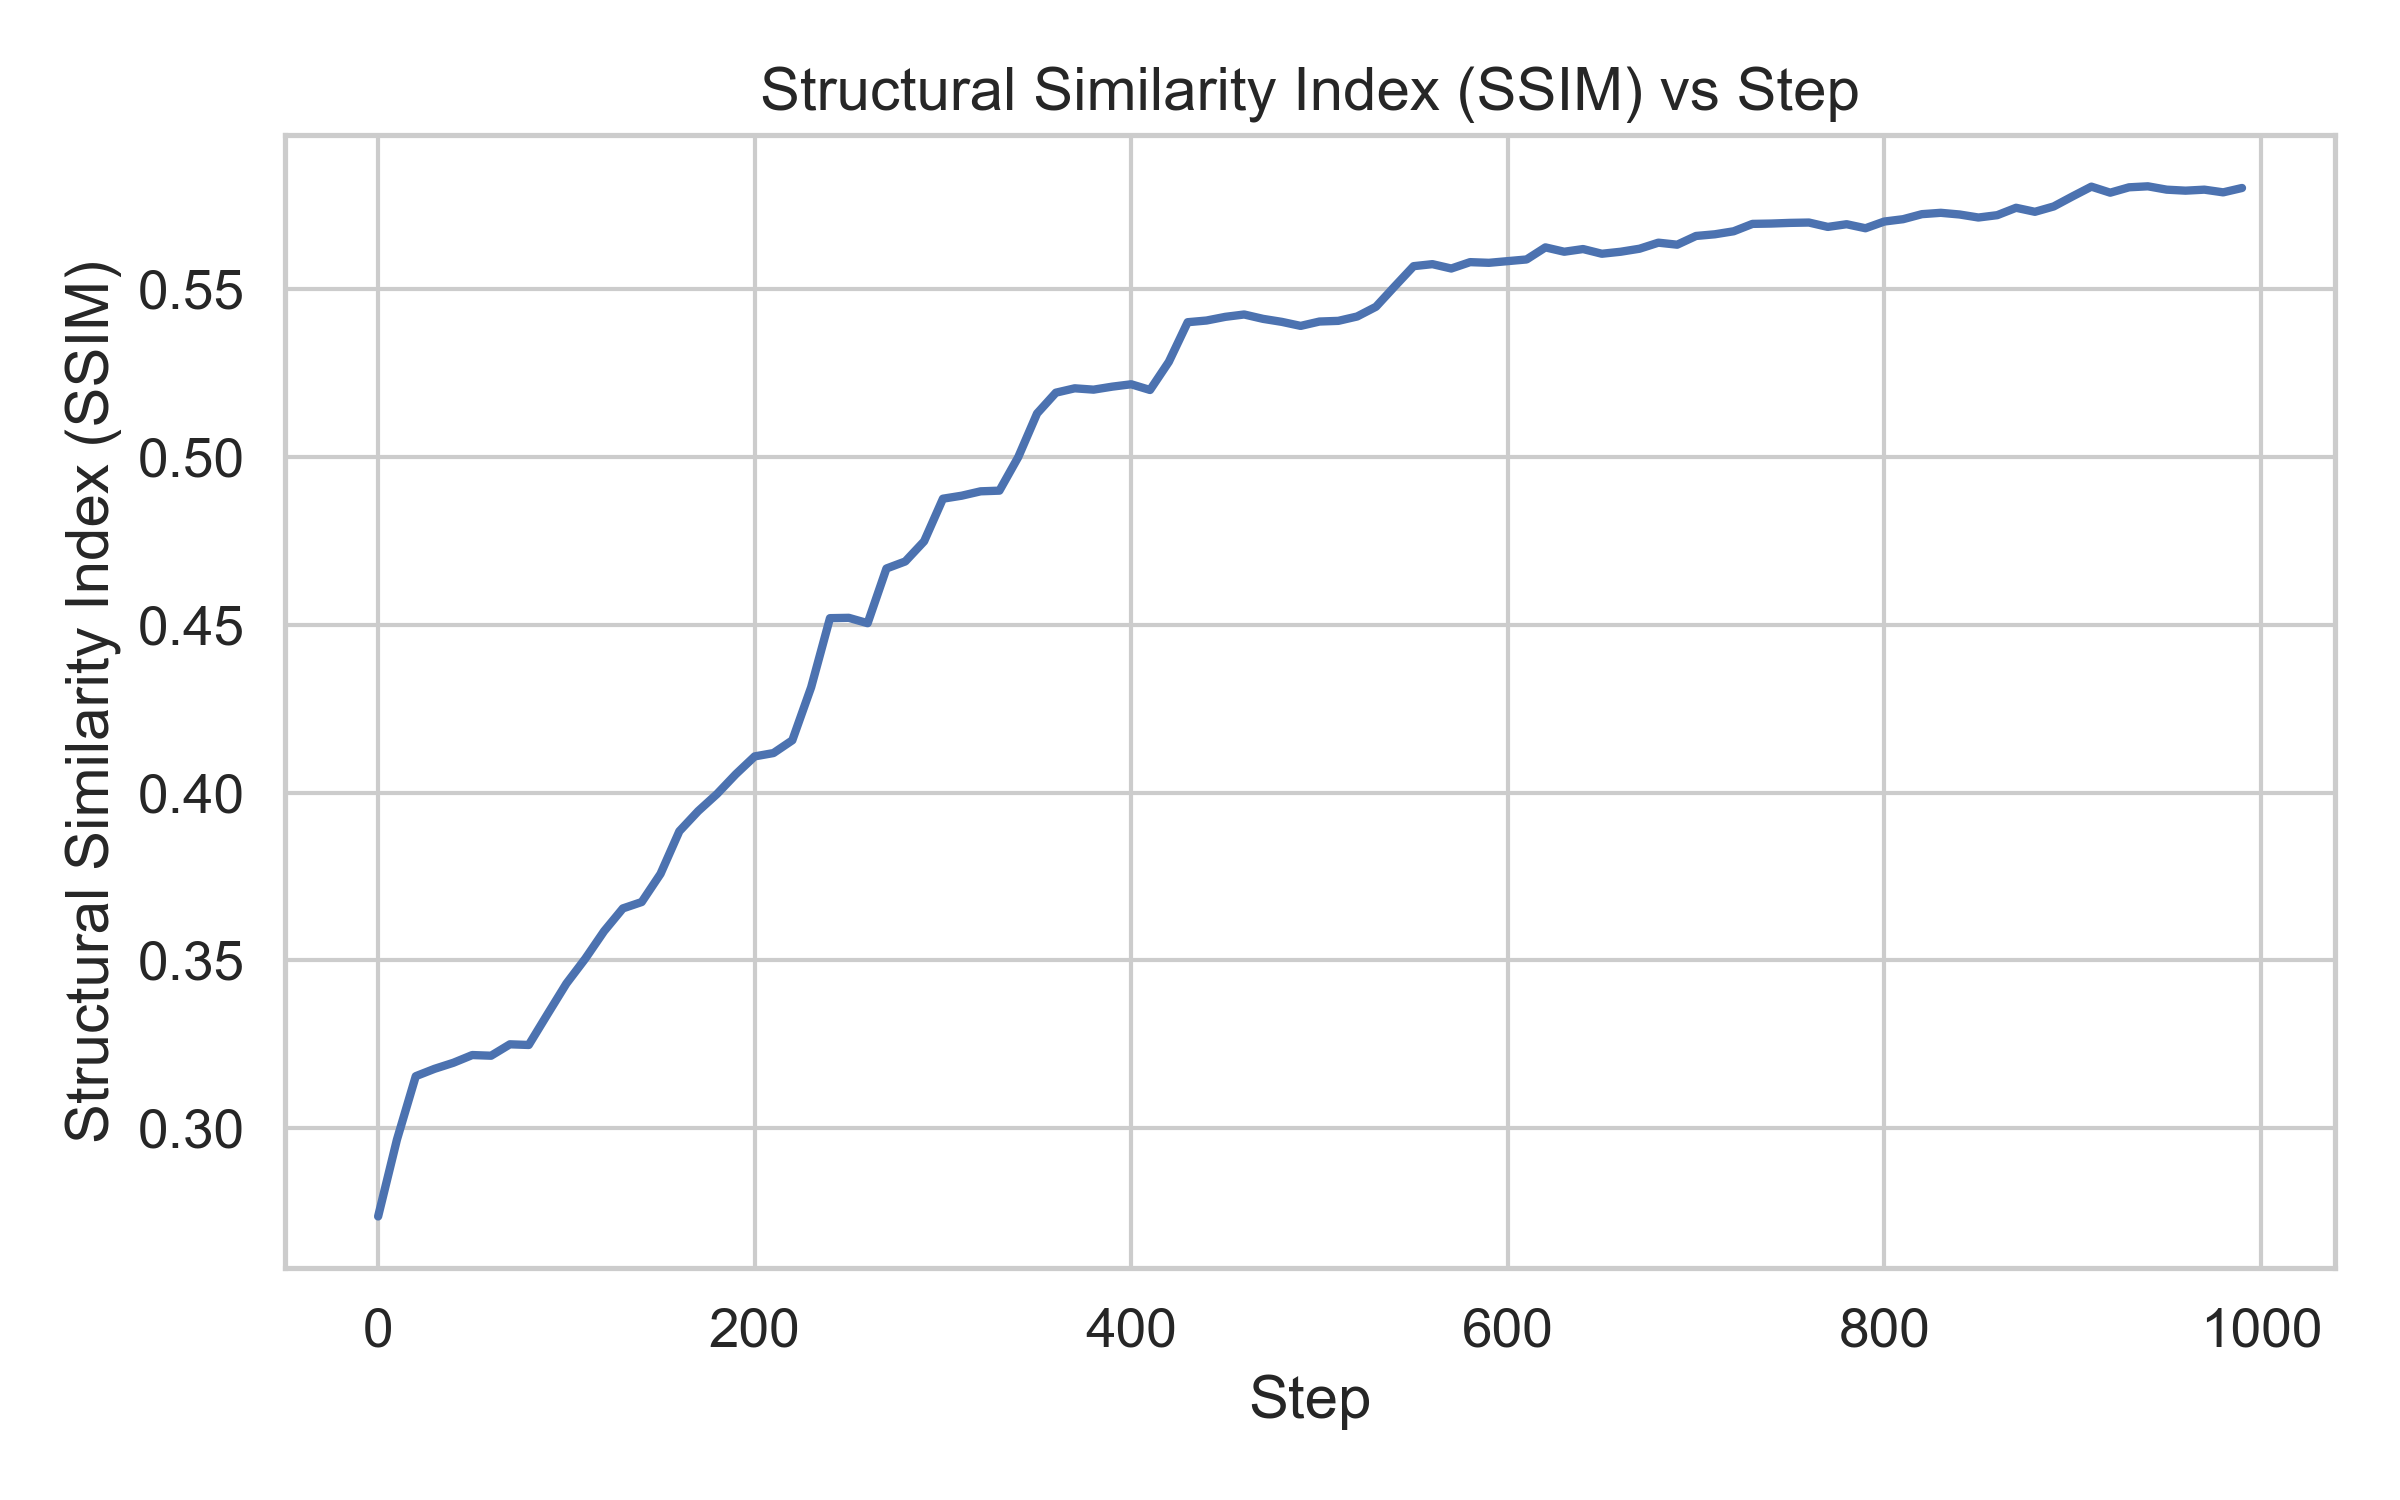 Structural Similarity Index (SSIM) vs Step
Structural Similarity Index (SSIM)
0.55
0.50
0.45
0.40
0.35
0.30
0 200 400 600 800 1000
Step